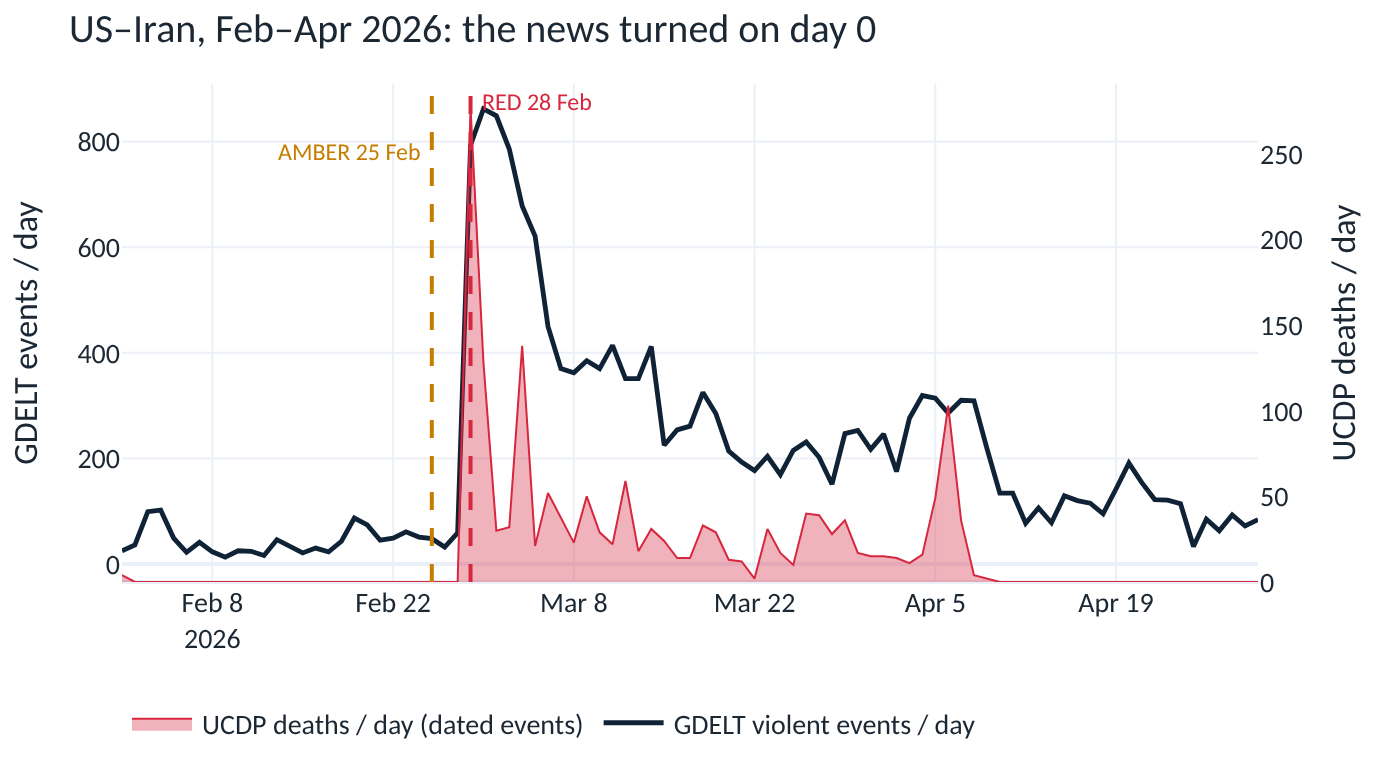 US–Iran, Feb–Apr 2026: the news turned on day 0
RED 28 Feb
AMBER 25 Feb
GDELT events / day
800
600
400
200
0
UCDP deaths / day
250
200
150
100
50
0
Feb 8
2026
Feb 22
Mar 8
Mar 22
Apr 5
Apr 19
UCDP deaths / day (dated events)
GDELT violent events / day